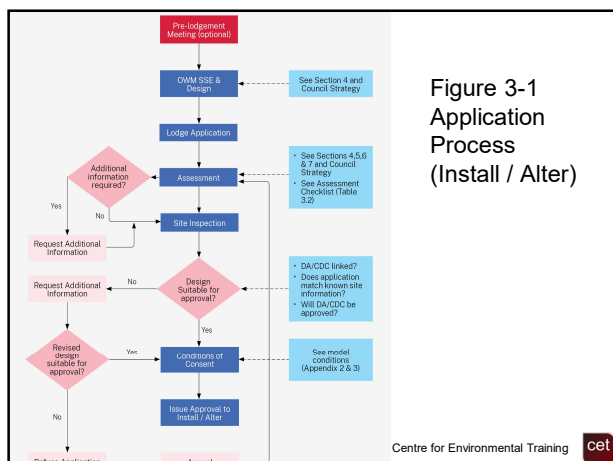 Pre-lodgement
Meeting (optional)
OWM SSE &
Design
See Section 4 and
Council Strategy
Lodge Application
Additional
information
required?
Assessment
• See Sections 4,5,6
& 7 and Council
Strategy
• See Assessment
Checklist (Table
3.2)
Yes
No
Site Inspection
Request Additional
Information
Request Additional
Information
No
Design
Suitable for
approval?
• DA/CDC linked?
• Does application
match known site
information?
• Will DA/CDC be
approved?
Yes
Revised
design
suitable for
approval?
Yes
Conditions of
Consent
See model
conditions
(Appendix 2 & 3)
Issue Approval to
Install / Alter
No
Refuse Application
Appeal
Figure 3-1
Application
Process
(Install / Alter)
Centre for Environmental Training
cet